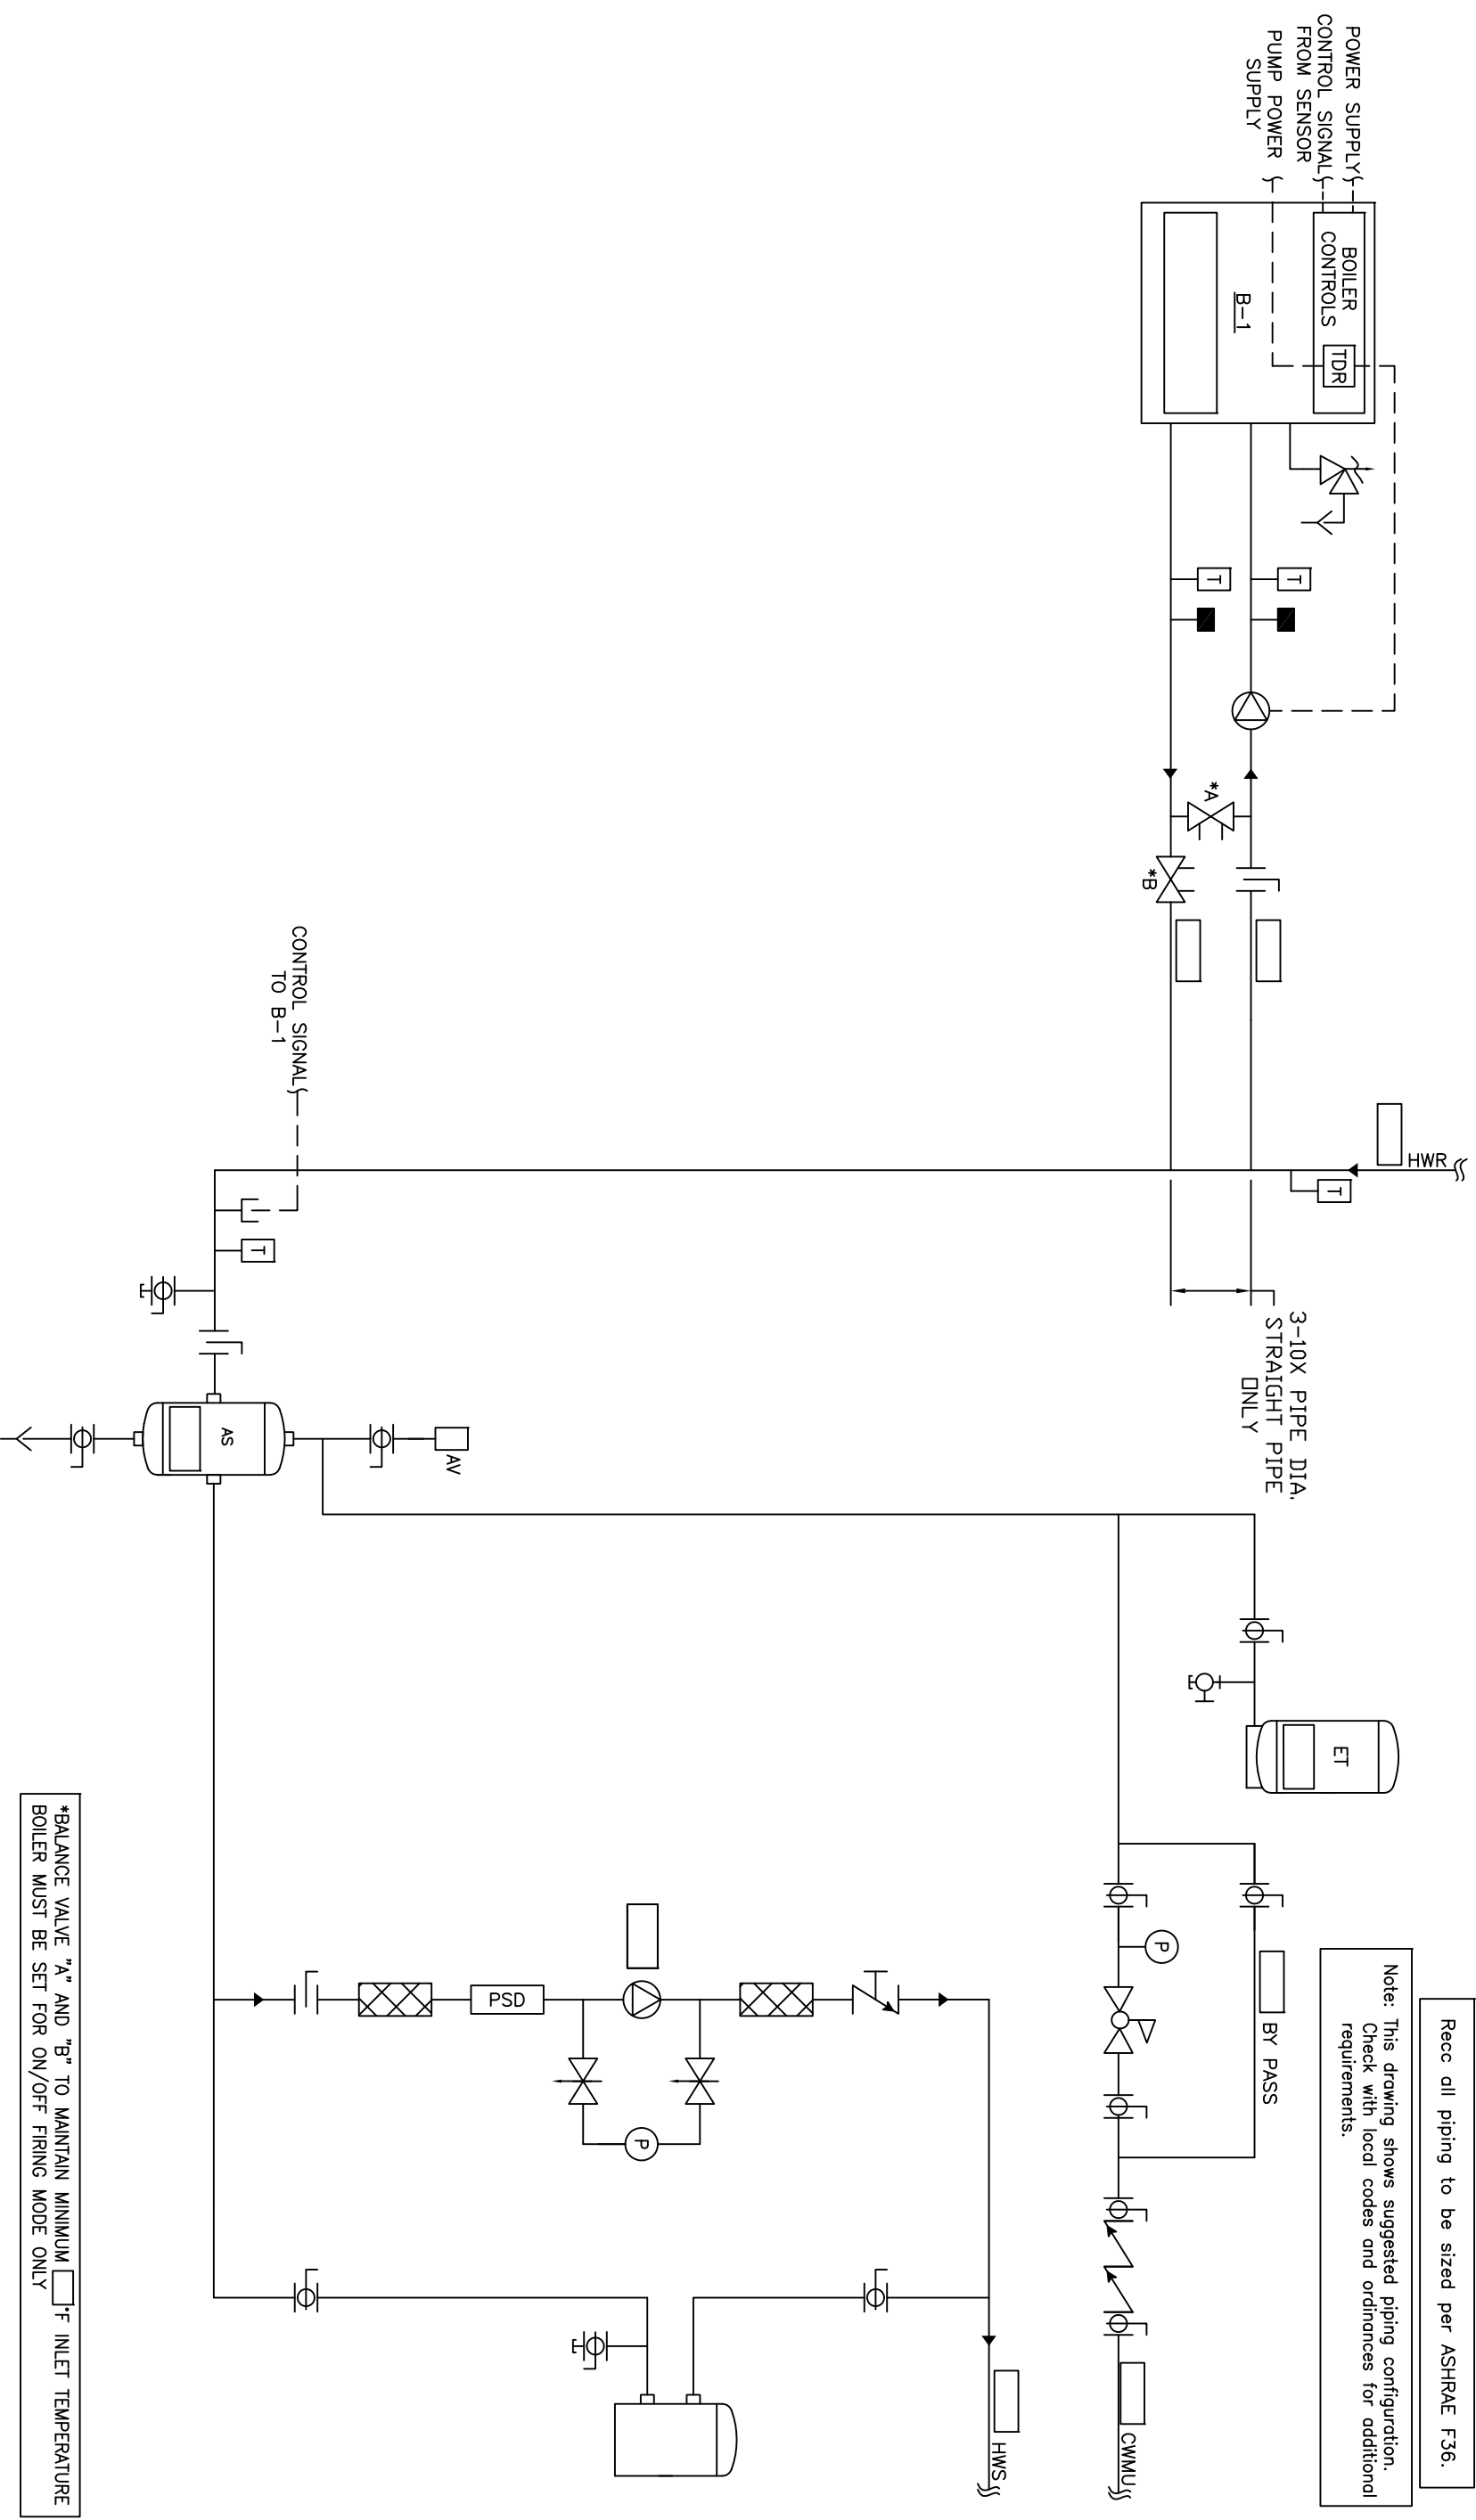 POWER SUPPLY
CONTROL SIGNAL
FROM SENSOR
PUMP POWER
SUPPLY
BOILER
CONTROLS
TDR
B-1
T
T
*A
*B
HWR
T
3-10X PIPE DIA.
STRAIGHT PIPE
ONLY
CONTROL SIGNAL
TO B-1
T
AS
AV
ET
Recc all piping to be sized per ASHRAE F36.
Note: This drawing shows suggested piping configuration.
Check with local codes and ordinances for additional
requirements.
P
BY PASS
CWMU
PSD
P
HWS
*BALANCE VALVE "A" AND "B" TO MAINTAIN MINIMUM °F INLET TEMPERATURE
BOILER MUST BE SET FOR ON/OFF FIRING MODE ONLY